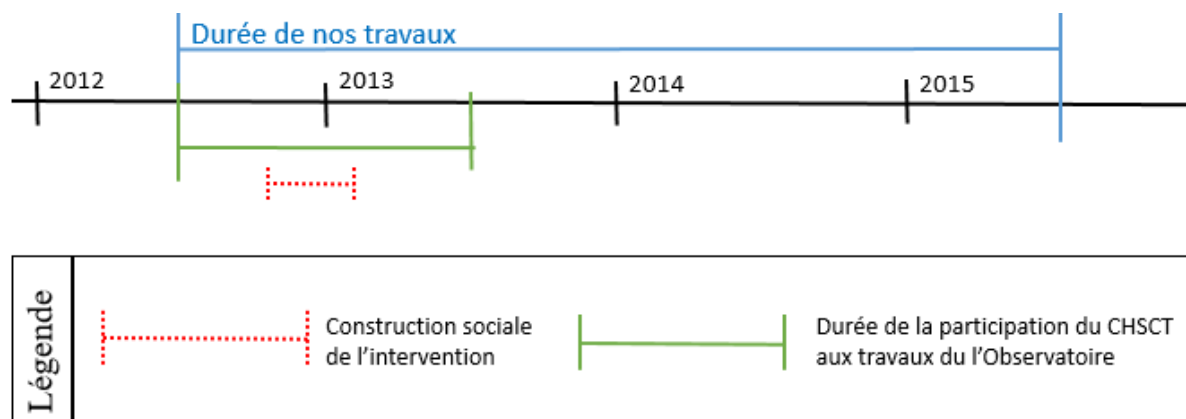 Durée de nos travaux
2012 2013 2014 2015
Légende
Construction sociale
de l'intervention
Durée de la participation du CHSCT
aux travaux du l'Observatoire